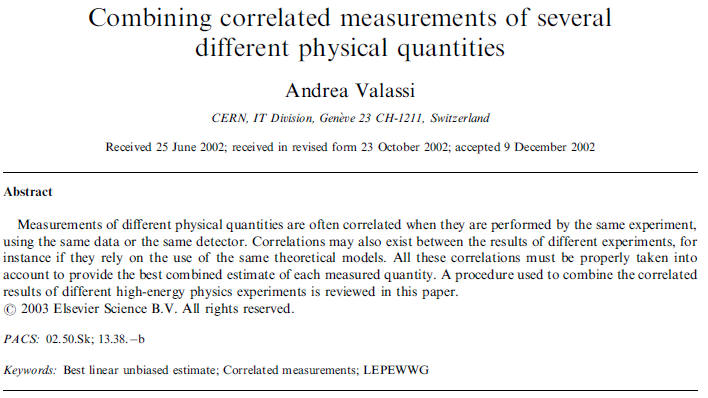 Combining correlated measurements of several
different physical quantities
Andrea Valassi
CERN, IT Division, Genève 23 CH-1211, Switzerland
Received 25 June 2002; received in revised form 23 October 2002; accepted 9 December 2002
Abstract
Measurements of different physical quantities are often correlated when they are performed by the same experiment,
using the same data or the same detector. Correlations may also exist between the results of different experiments, for
instance if they rely on the use of the same theoretical models. All these correlations must be properly taken into
account to provide the best combined estimate of each measured quantity. A procedure used to combine the correlated
results of different high-energy physics experiments is reviewed in this paper.
© 2003 Elsevier Science B.V. All rights reserved.
PACS: 02.50.Sk; 13.38.−b
Keywords: Best linear unbiased estimate; Correlated measurements; LEPEWWG